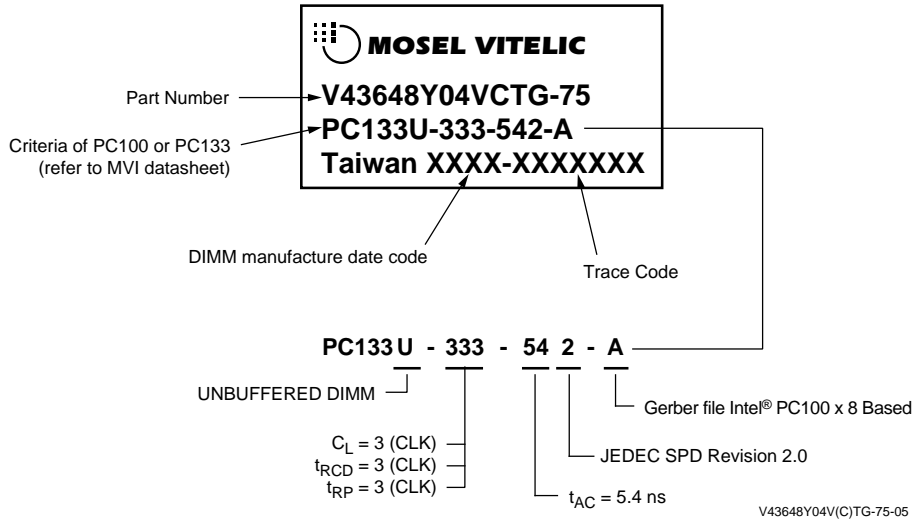 MOSEL VITELIC
Part Number
V43648Y04VCTG-75
Criteria of PC100 or PC133
(refer to MVI datasheet)
PC133U-333-542-A
Taiwan XXXX-XXXXXXX
DIMM manufacture date code
Trace Code
PC133 U - 333 - 54 2 - A
UNBUFFERED DIMM
Gerber file Intel® PC100 x 8 Based
CL = 3 (CLK)
tRCD = 3 (CLK)
tRP = 3 (CLK)
JEDEC SPD Revision 2.0
tAC = 5.4 ns
V43648Y04V(C)TG-75-05